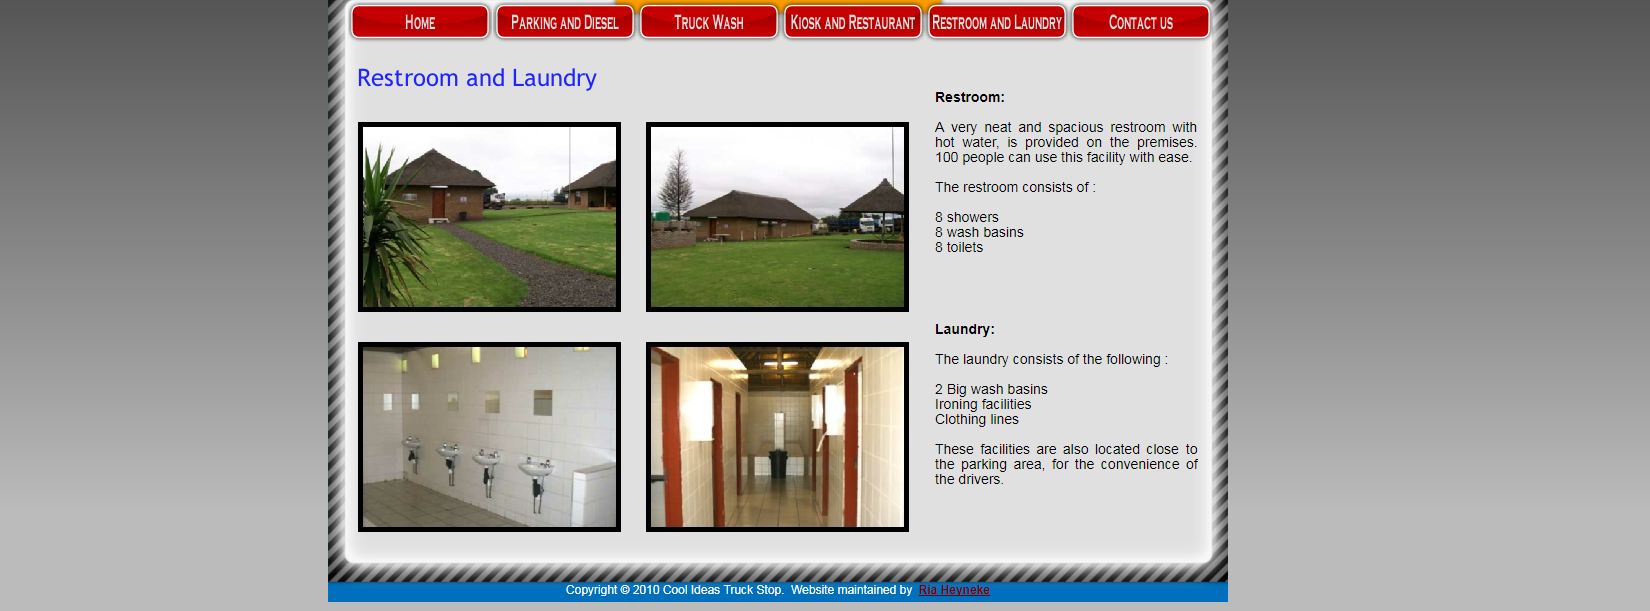 Home
Parking and Diesel
Truck Wash
Kiosk and Restaurant
Restroom and Laundry
Contact us
Restroom and Laundry
Restroom:
A very neat and spacious restroom with
hot water, is provided on the premises.
100 people can use this facility with ease.
The restroom consists of :
8 showers
8 wash basins
8 toilets
Laundry:
The laundry consists of the following :
2 Big wash basins
Ironing facilities
Clothing lines
These facilities are also located close to
the parking area, for the convenience of
the drivers.
Copyright © 2010 Cool Ideas Truck Stop. Website maintained by Ria Heyneke